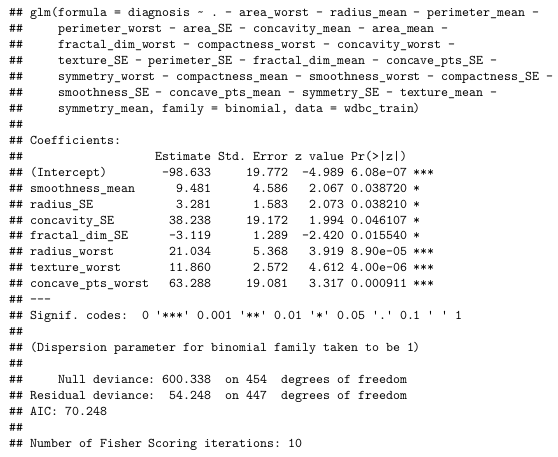 ## glm(formula = diagnosis ~ . - area_worst - radius_mean - perimeter_mean -
##     perimeter_worst - area_SE - concavity_mean - area_mean -
##     fractal_dim_worst - compactness_worst - concavity_worst -
##     texture_SE - perimeter_SE - fractal_dim_mean - concave_pts_SE -
##     symmetry_worst - compactness_mean - smoothness_worst - compactness_SE -
##     smoothness_SE - concave_pts_mean - symmetry_SE - texture_mean -
##     symmetry_mean, family = binomial, data = wdbc_train)
##
## Coefficients:
##                   Estimate Std. Error z value Pr(>|z|)
## (Intercept)        -98.633     19.772  -4.989 6.08e-07 ***
## smoothness_mean      9.481      4.586   2.067 0.038720 *
## radius_SE            3.281      1.583   2.073 0.038210 *
## concavity_SE        38.238     19.172   1.994 0.046107 *
## fractal_dim_SE      -3.119      1.289  -2.420 0.015540 *
## radius_worst        21.034      5.368   3.919 8.90e-05 ***
## texture_worst       11.860      2.572   4.612 4.00e-06 ***
## concave_pts_worst   63.288     19.081   3.317 0.000911 ***
## ---
## Signif. codes:  0 '***' 0.001 '**' 0.01 '*' 0.05 '.' 0.1 ' ' 1
##
## (Dispersion parameter for binomial family taken to be 1)
##
##     Null deviance: 600.338  on 454  degrees of freedom
## Residual deviance:  54.248  on 447  degrees of freedom
## AIC: 70.248
##
## Number of Fisher Scoring iterations: 10